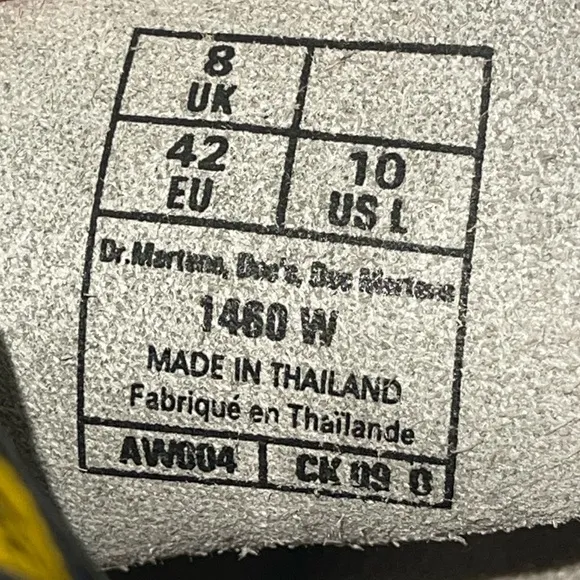 8
UK
42
EU
10
US L
Dr.Martens, Doc's, Doc Martens
1460 W
MADE IN THAILAND
Fabriqué en Thaïlande
AW004
CK 09 O